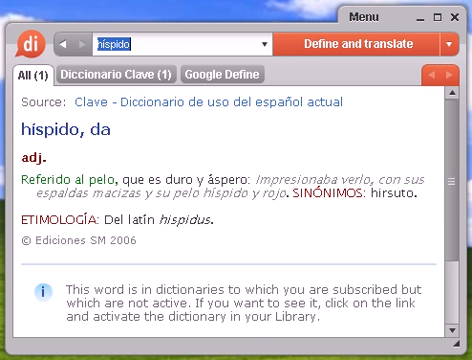 Menu
di
híspido
Define and translate
All (1)
Diccionario Clave (1)
Google Define
Source: Clave - Diccionario de uso del español actual
híspido, da
adj.
Referido al pelo, que es duro y áspero: Impresionaba verlo, con sus
espaldas macizas y su pelo híspido y rojo. SINÓNIMOS: hirsuto.
ETIMOLOGÍA: Del latín hispidus.
© Ediciones SM 2006
i
This word is in dictionaries to which you are subscribed but
which are not active. If you want to see it, click on the link
and activate the dictionary in your Library.